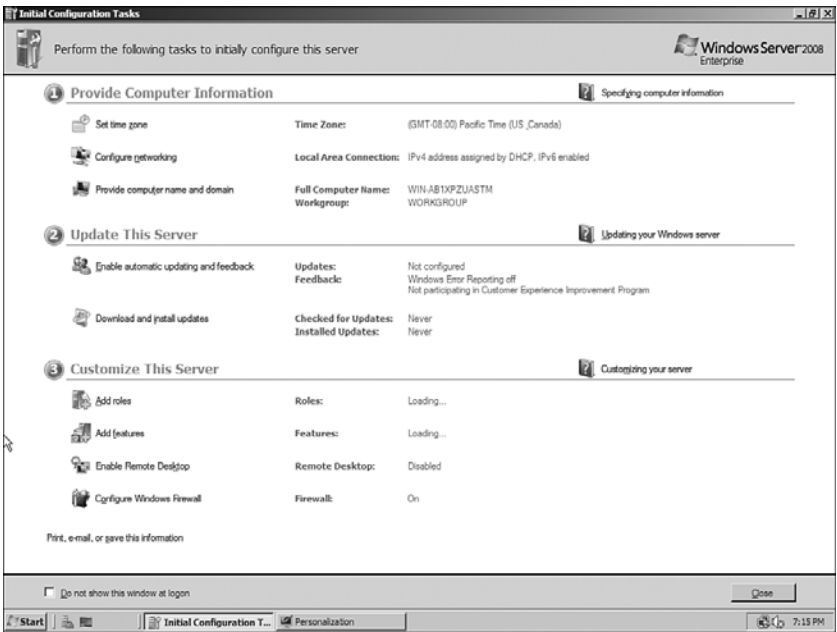 Initial Configuration Tasks
Perform the following tasks to initially configure this server
Windows Server 2008
Enterprise
1 Provide Computer Information
Specifying computer information
Set time zone Time Zone: (GMT-08:00) Pacific Time (US ,Canada)
Configure networking Local Area Connection: IPv4 address assigned by DHCP, IPv6 enabled
Provide computer name and domain Full Computer Name: WIN-AB1XPZUASTM
Workgroup: WORKGROUP
2 Update This Server
Updating your Windows server
Enable automatic updating and feedback Updates: Not configured
Feedback: Windows Error Reporting off
Not participating in Customer Experience Improvement Program
Download and install updates Checked for Updates: Never
Installed Updates: Never
3 Customize This Server
Customizing your server
Add roles Roles: Loading...
Add features Features: Loading...
Enable Remote Desktop Remote Desktop: Disabled
Configure Windows Firewall Firewall: On
Print, e-mail, or save this information
Do not show this window at logon
Close
Start Initial Configuration T... Personalization 7:15 PM